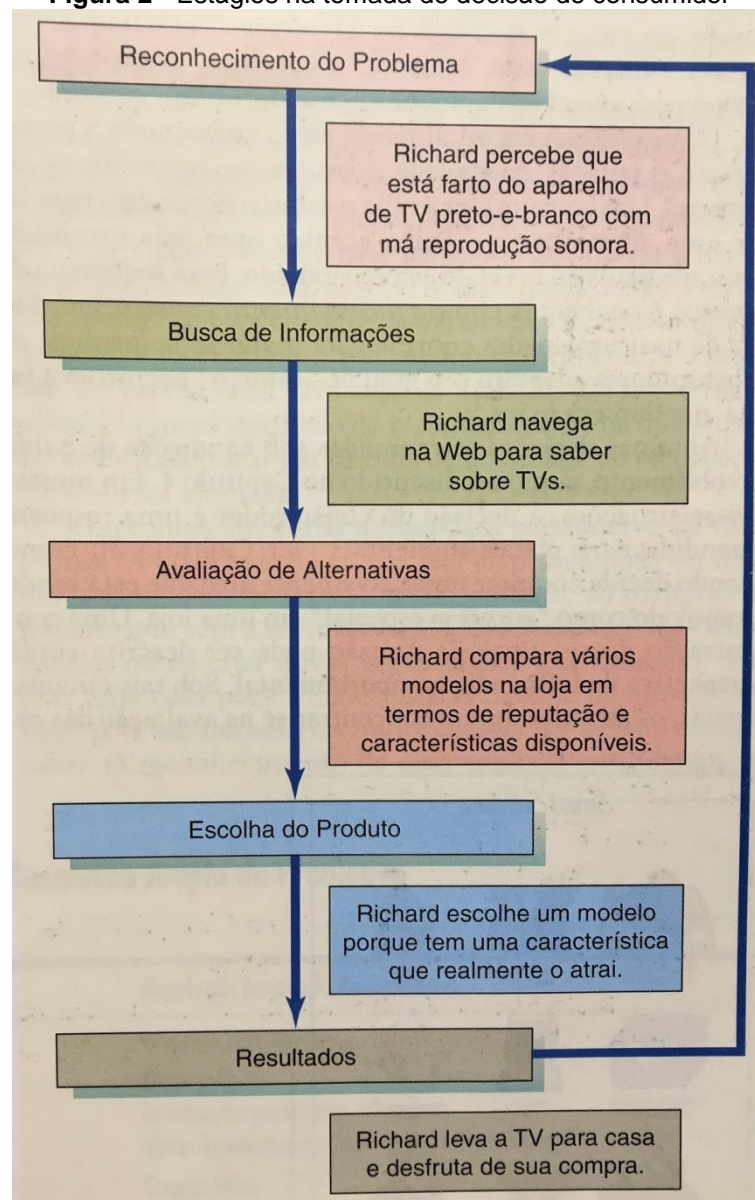 Figura 2 - Estágios na tomada de decisão do consumidor
Reconhecimento do Problema
Richard percebe que
está farto do aparelho
de TV preto-e-branco com
má reprodução sonora.
Busca de Informações
Richard navega
na Web para saber
sobre TVs.
Avaliação de Alternativas
Richard compara vários
modelos na loja em
termos de reputação e
características disponíveis.
Escolha do Produto
Richard escolhe um modelo
porque tem uma característica
que realmente o atrai.
Resultados
Richard leva a TV para casa
e desfruta de sua compra.